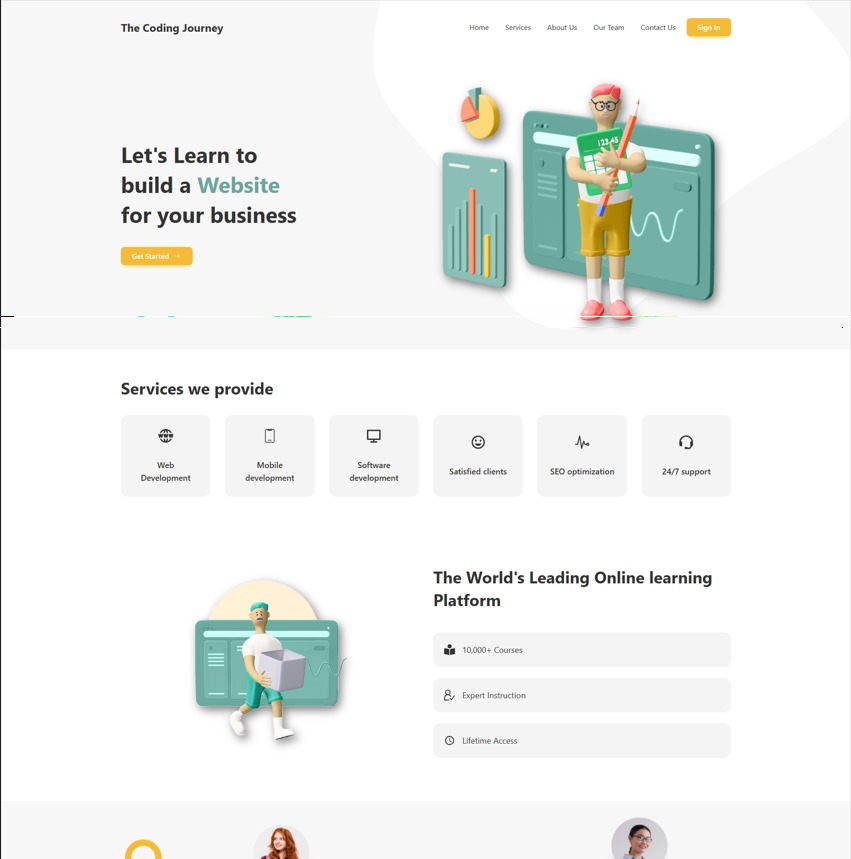 The Coding Journey
Home
Services
About Us
Our Team
Contact Us
Sign In
Let's Learn to
build a Website
for your business
Get Started →
123.45
Services we provide
Web
Development
Mobile
development
Software
development
Satisfied clients
SEO optimization
24/7 support
The World's Leading Online learning
Platform
10,000+ Courses
Expert Instruction
Lifetime Access